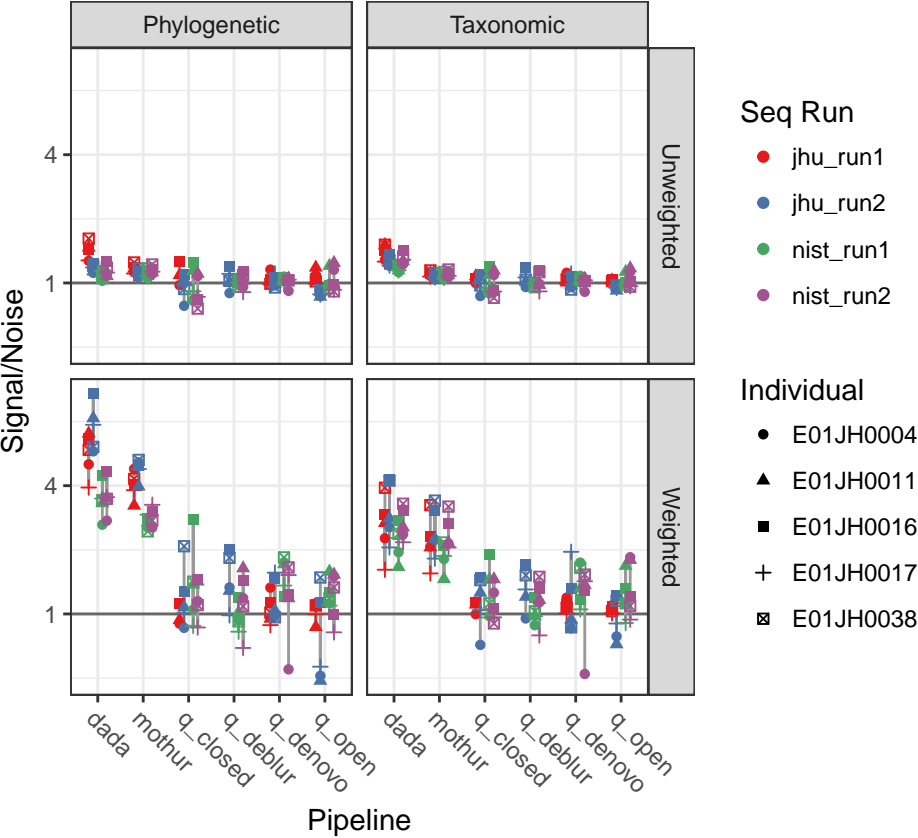 Phylogenetic
Taxonomic
Signal/Noise
4
1
Unweighted
4
1
Weighted
dada
mothur
q_closed
q_deblur
q_denovo
q_open
dada
mothur
q_closed
q_deblur
q_denovo
q_open
Pipeline
Seq Run
jhu_run1
jhu_run2
nist_run1
nist_run2
Individual
E01JH0004
E01JH0011
E01JH0016
E01JH0017
E01JH0038